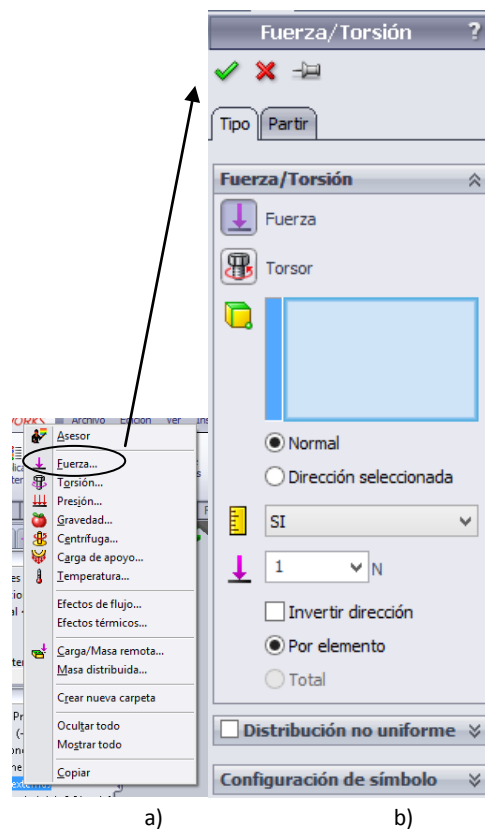 Fuerza/Torsión ?
Tipo Partir
Fuerza/Torsión
Fuerza
Torsor
Normal
Dirección seleccionada
SI
1 N
Invertir dirección
Por elemento
Total
Distribución no uniforme
Configuración de símbolo
Archivo Edición Ver
Asesor
Fuerza...
Torsión...
Presión...
Gravedad...
Centrífuga...
Carga de apoyo...
Temperatura...
Efectos de flujo...
Efectos térmicos...
Carga/Masa remota...
Masa distribuida...
Crear nueva carpeta
Ocultar todo
Mostrar todo
Copiar
a) b)